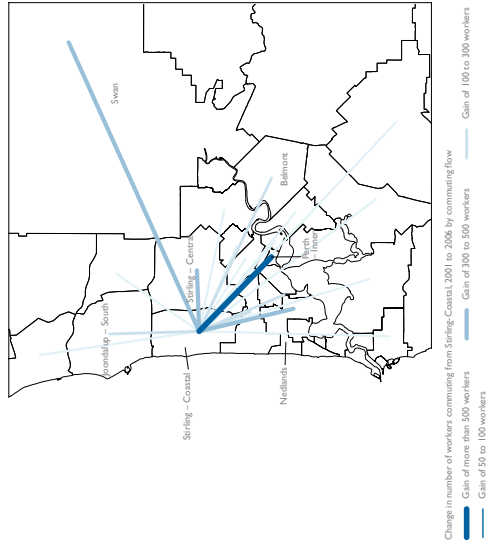 Swan
Belmont
Stirling – Central
Perth
– Inner
Joondalup – South
Stirling – Coastal
Nedlands
Change in number of workers commuting from Stirling-Coastal, 2001 to 2006 by commuting flow
Gain of more than 500 workers
Gain of 300 to 500 workers
Gain of 100 to 300 workers
Gain of 50 to 100 workers